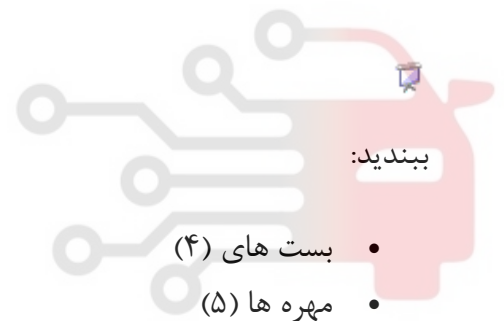 ببندید:
• بست های (۴)
• مهره ها (۵)